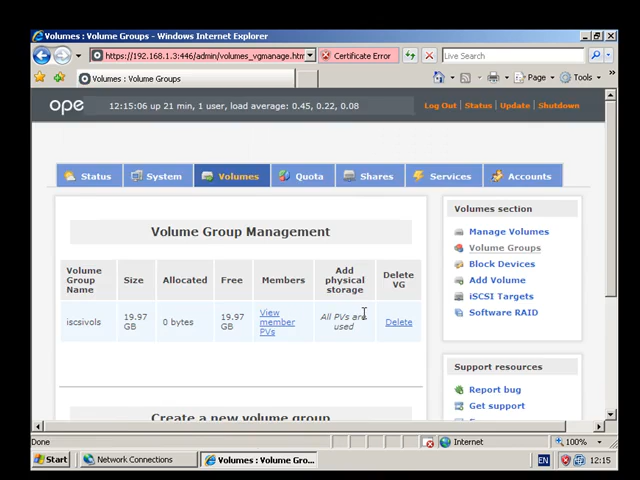 Volumes : Volume Groups - Windows Internet Explorer
https://192.168.1.3:446/admin/volumes_vgmanage.htm
Certificate Error
Live Search
Volumes : Volume Groups
Page
Tools
ope
12:15:06 up 21 min, 1 user, load average: 0.45, 0.22, 0.08
Log Out | Status | Update | Shutdown
Status
System
Volumes
Quota
Shares
Services
Accounts
Volume Group Management
Volume Group Name
Size
Allocated
Free
Members
Add physical storage
Delete VG
iscsivols
19.97 GB
0 bytes
19.97 GB
View member PVs
All PVs are used
Delete
Create a new volume group
Volumes section
Manage Volumes
Volume Groups
Block Devices
Add Volume
iSCSI Targets
Software RAID
Support resources
Report bug
Get support
Done
Internet
100%
Start
Network Connections
Volumes : Volume Gro...
EN
12:15